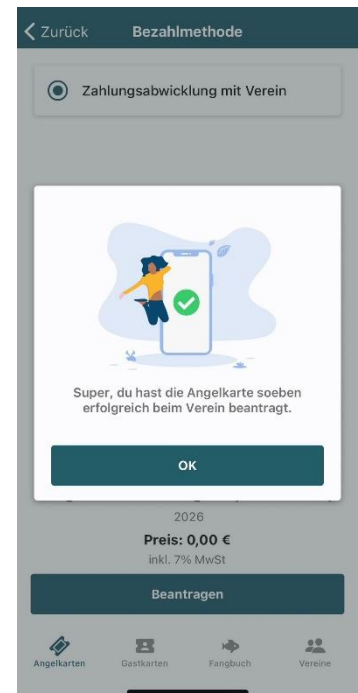 Zurück
Bezahlmethode
Zahlungsabwicklung mit Verein
Super, du hast die Angelkarte soeben
erfolgreich beim Verein beantragt.
OK
2026
Preis: 0,00 €
inkl. 7% MwSt
Beantragen
Angelkarten
Gastkarten
Fangbuch
Vereine